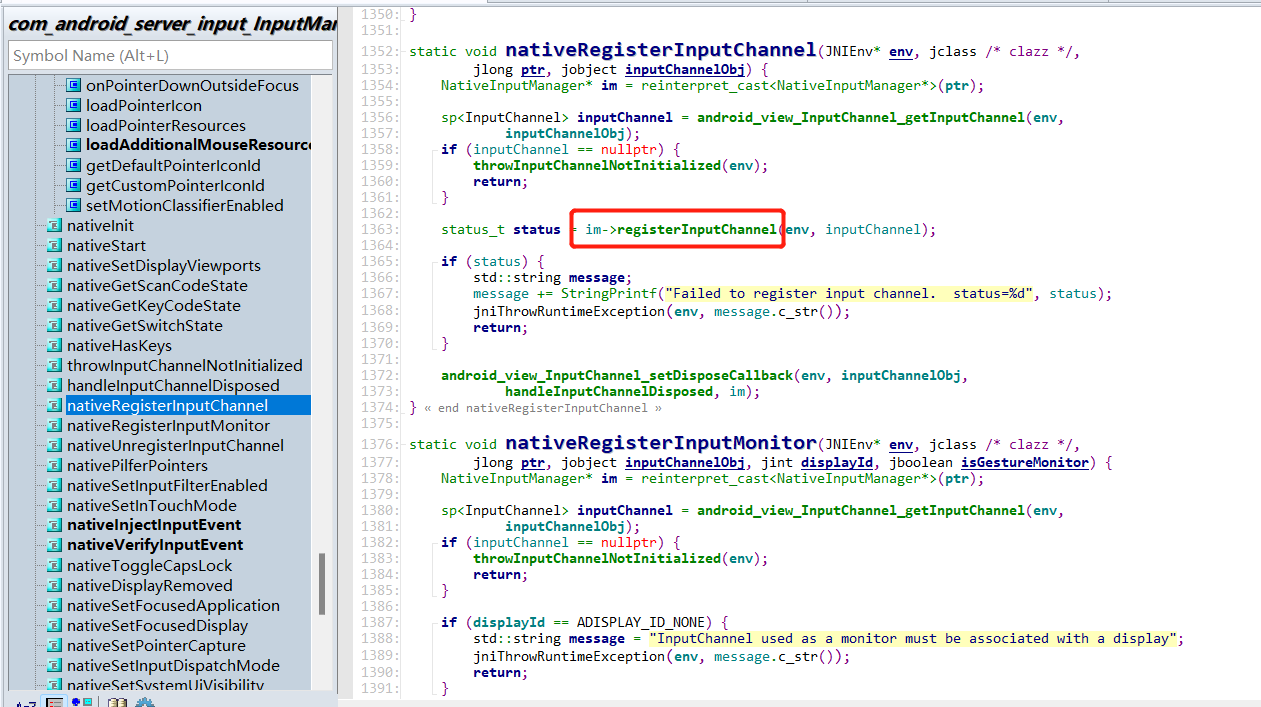 com_android_server_input_InputMan
Symbol Name (Alt+L)
onPointerDownOutsideFocus
loadPointerIcon
loadPointerResources
loadAdditionalMouseResourc
getDefaultPointerIconId
getCustomPointerIconId
setMotionClassifierEnabled
nativeInit
nativeStart
nativeSetDisplayViewports
nativeGetScanCodeState
nativeGetKeyCodeState
nativeGetSwitchState
nativeHasKeys
throwInputChannelNotInitialized
handleInputChannelDisposed
nativeRegisterInputChannel
nativeRegisterInputMonitor
nativeUnregisterInputChannel
nativePilferPointers
nativeSetInputFilterEnabled
nativeSetInTouchMode
nativeInjectInputEvent
nativeVerifyInputEvent
nativeToggleCapsLock
nativeDisplayRemoved
nativeSetFocusedApplication
nativeSetFocusedDisplay
nativeSetPointerCapture
nativeSetInputDispatchMode
nativeSetSystemUiVisibility
1350: }
1351:
1352: static void nativeRegisterInputChannel(JNIEnv* env, jclass /* clazz */,
1353: jlong ptr, jobject inputChannelObj) {
1354: NativeInputManager* im = reinterpret_cast<NativeInputManager*>(ptr);
1355:
1356: sp<InputChannel> inputChannel = android_view_InputChannel_getInputChannel(env,
1357: inputChannelObj);
1358: if (inputChannel == nullptr) {
1359: throwInputChannelNotInitialized(env);
1360: return;
1361: }
1362:
1363: status_t status = im->registerInputChannel(env, inputChannel);
1364:
1365: if (status) {
1366: std::string message;
1367: message += StringPrintf("Failed to register input channel.  status=%d", status);
1368: jniThrowRuntimeException(env, message.c_str());
1369: return;
1370: }
1371:
1372: android_view_InputChannel_setDisposeCallback(env, inputChannelObj,
1373: handleInputChannelDisposed, im);
1374: } « end nativeRegisterInputChannel »
1375:
1376: static void nativeRegisterInputMonitor(JNIEnv* env, jclass /* clazz */,
1377: jlong ptr, jobject inputChannelObj, jint displayId, jboolean isGestureMonitor) {
1378: NativeInputManager* im = reinterpret_cast<NativeInputManager*>(ptr);
1379:
1380: sp<InputChannel> inputChannel = android_view_InputChannel_getInputChannel(env,
1381: inputChannelObj);
1382: if (inputChannel == nullptr) {
1383: throwInputChannelNotInitialized(env);
1384: return;
1385: }
1386:
1387: if (displayId == ADISPLAY_ID_NONE) {
1388: std::string message = "InputChannel used as a monitor must be associated with a display";
1389: jniThrowRuntimeException(env, message.c_str());
1390: return;
1391: }